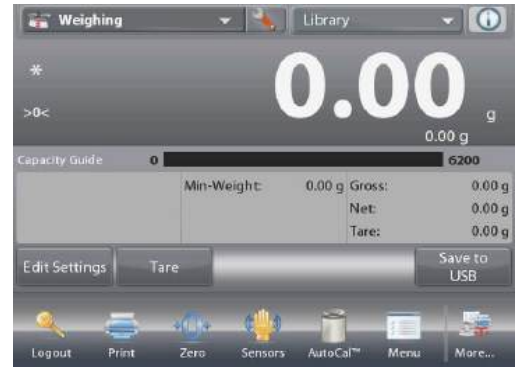 Weighing Library
*
0.00 g
>0<
0.00 g
Capacity Guide 0 6200
Min-Weight: 0.00 g Gross: 0.00 g
Net: 0.00 g
Tare: 0.00 g
Edit Settings Tare Save to USB
Logout Print Zero Sensors AutoCal™ Menu More...